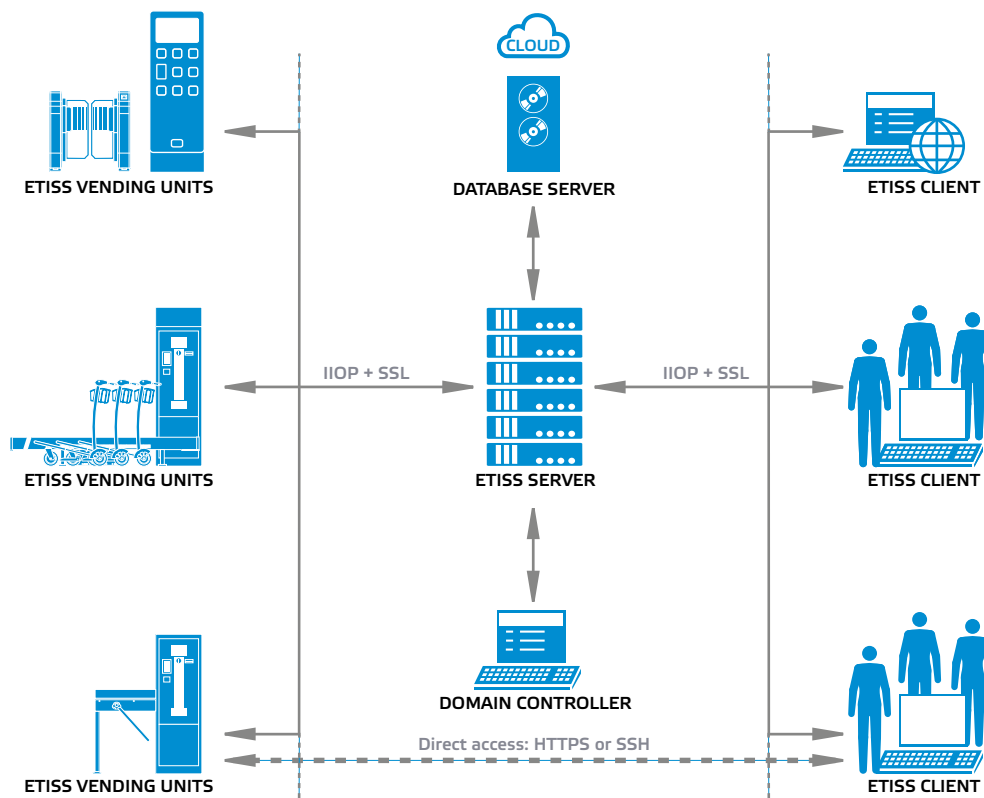 CLOUD
ETISS VENDING UNITS
DATABASE SERVER
ETISS CLIENT
IIOP + SSL
IIOP + SSL
ETISS VENDING UNITS
ETISS SERVER
ETISS CLIENT
DOMAIN CONTROLLER
Direct access: HTTPS or SSH
ETISS VENDING UNITS
ETISS CLIENT